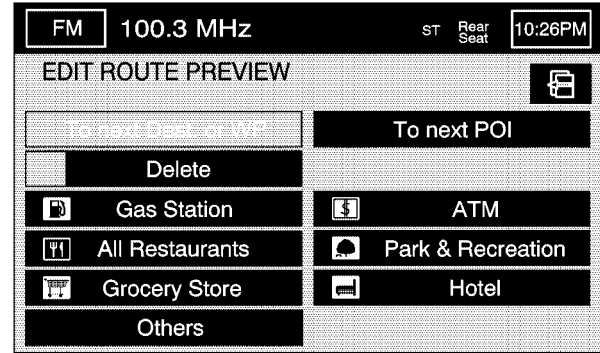 FM 100.3 MHz ST Rear Seat 10:26PM
EDIT ROUTE PREVIEW
To next Dest. or WP To next POI
Delete
Gas Station $ ATM
All Restaurants Park & Recreation
Grocery Store Hotel
Others